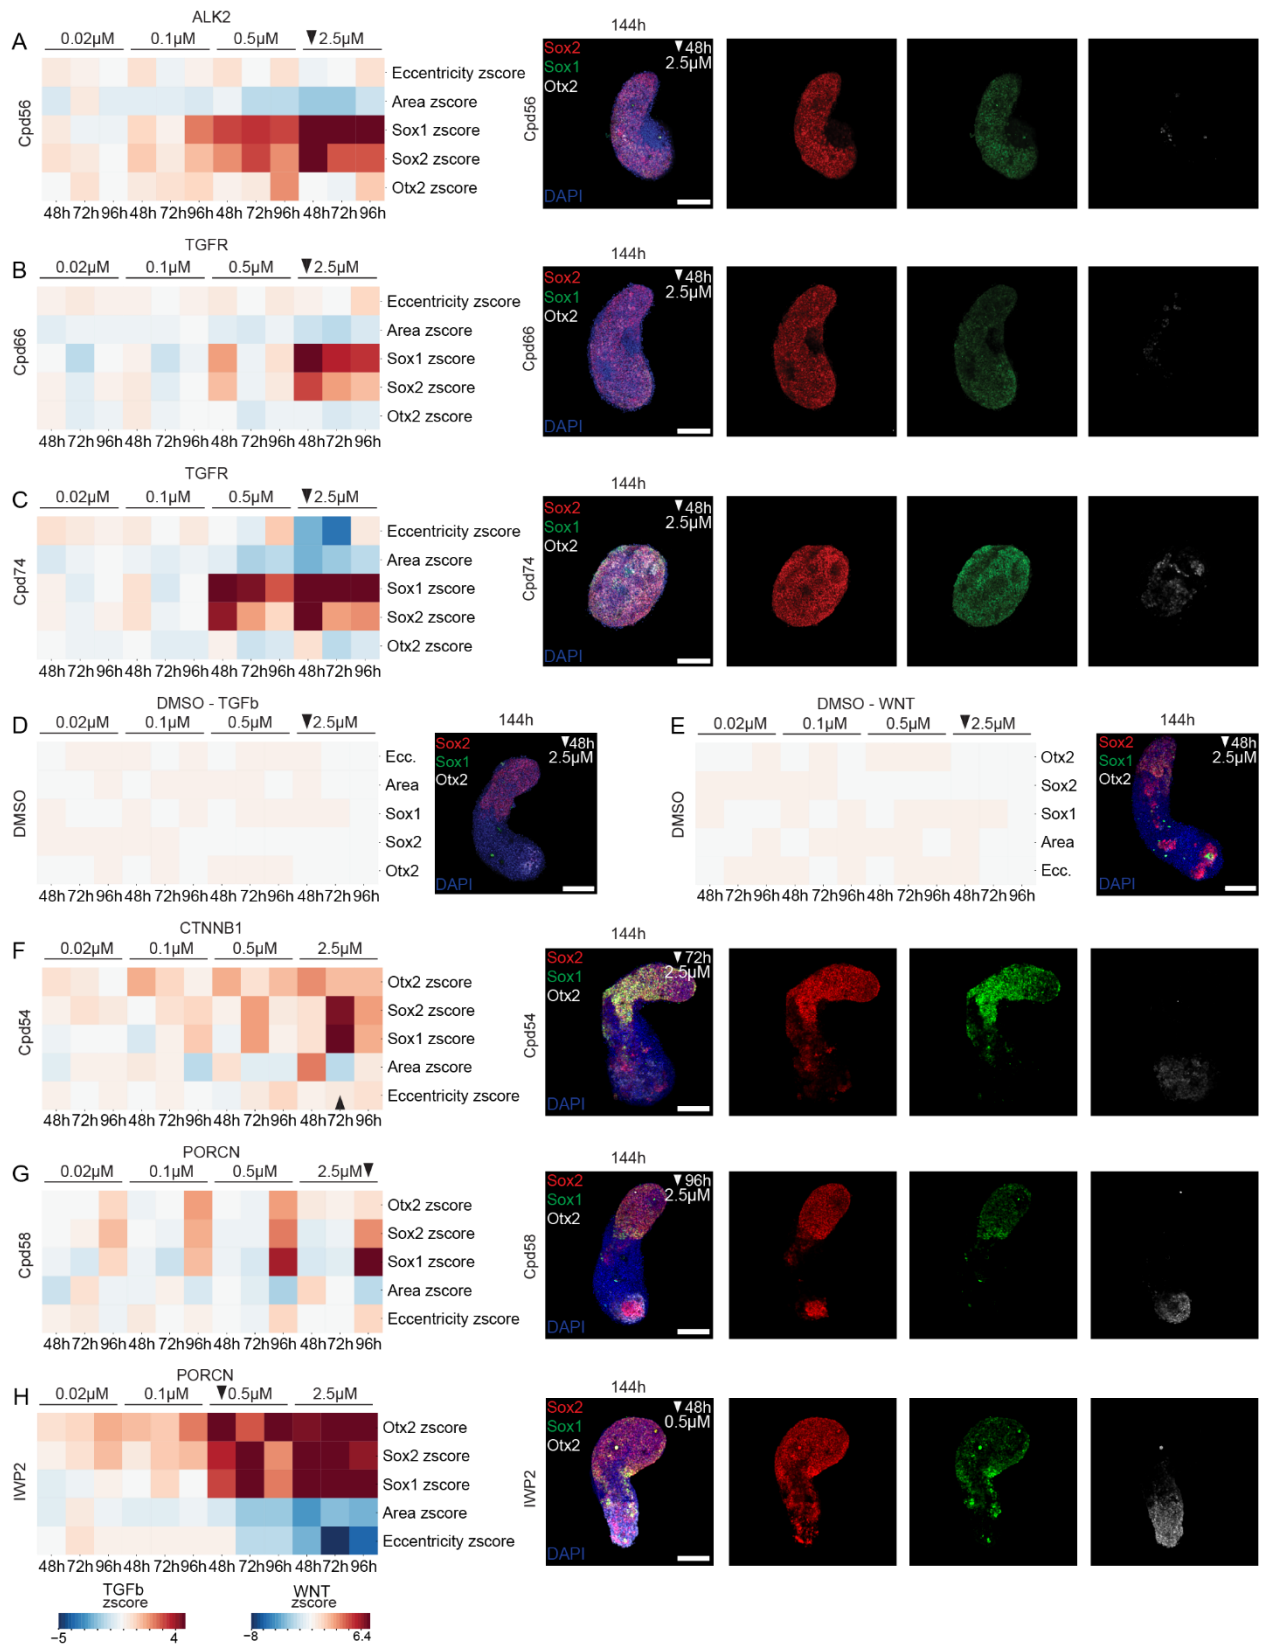 ALK2
A
0.02µM 0.1µM 0.5µM ▼2.5µM
Cpd56
Eccentricity zscore
Area zscore
Sox1 zscore
Sox2 zscore
Otx2 zscore
48h 72h 96h 48h 72h 96h 48h 72h 96h 48h 72h 96h
144h
Cpd56
Sox2 ▼48h
Sox1 2.5µM
Otx2
DAPI
TGFR
B
0.02µM 0.1µM 0.5µM ▼2.5µM
Cpd66
Eccentricity zscore
Area zscore
Sox1 zscore
Sox2 zscore
Otx2 zscore
48h 72h 96h 48h 72h 96h 48h 72h 96h 48h 72h 96h
144h
Cpd66
Sox2 ▼48h
Sox1 2.5µM
Otx2
DAPI
TGFR
C
0.02µM 0.1µM 0.5µM ▼2.5µM
Cpd74
Eccentricity zscore
Area zscore
Sox1 zscore
Sox2 zscore
Otx2 zscore
48h 72h 96h 48h 72h 96h 48h 72h 96h 48h 72h 96h
144h
Cpd74
Sox2 ▼48h
Sox1 2.5µM
Otx2
DAPI
DMSO - TGFb
D
0.02µM 0.1µM 0.5µM ▼2.5µM
DMSO
Ecc.
Area
Sox1
Sox2
Otx2
48h 72h 96h 48h 72h 96h 48h 72h 96h 48h 72h 96h
144h
Sox2 ▼48h
Sox1 2.5µM
Otx2
DAPI
DMSO - WNT
E
0.02µM 0.1µM 0.5µM ▼2.5µM
DMSO
Otx2
Sox2
Sox1
Area
Ecc.
48h 72h 96h 48h 72h 96h 48h 72h 96h 48h 72h 96h
144h
Sox2 ▼48h
Sox1 2.5µM
Otx2
DAPI
CTNNB1
F
0.02µM 0.1µM 0.5µM 2.5µM
Cpd54
Otx2 zscore
Sox2 zscore
Sox1 zscore
Area zscore
Eccentricity zscore
48h 72h 96h 48h 72h 96h 48h 72h 96h 48h 72h 96h
144h
Cpd54
Sox2 ▼72h
Sox1 2.5µM
Otx2
DAPI
PORCN
G
0.02µM 0.1µM 0.5µM 2.5µM▼
Cpd58
Otx2 zscore
Sox2 zscore
Sox1 zscore
Area zscore
Eccentricity zscore
48h 72h 96h 48h 72h 96h 48h 72h 96h 48h 72h 96h
144h
Cpd58
Sox2 ▼96h
Sox1 2.5µM
Otx2
DAPI
PORCN
H
0.02µM 0.1µM ▼0.5µM 2.5µM
IWP2
Otx2 zscore
Sox2 zscore
Sox1 zscore
Area zscore
Eccentricity zscore
48h 72h 96h 48h 72h 96h 48h 72h 96h 48h 72h 96h
144h
IWP2
Sox2 ▼48h
Sox1 0.5µM
Otx2
DAPI
TGFb
zscore
-5 4
WNT
zscore
-8 6.4